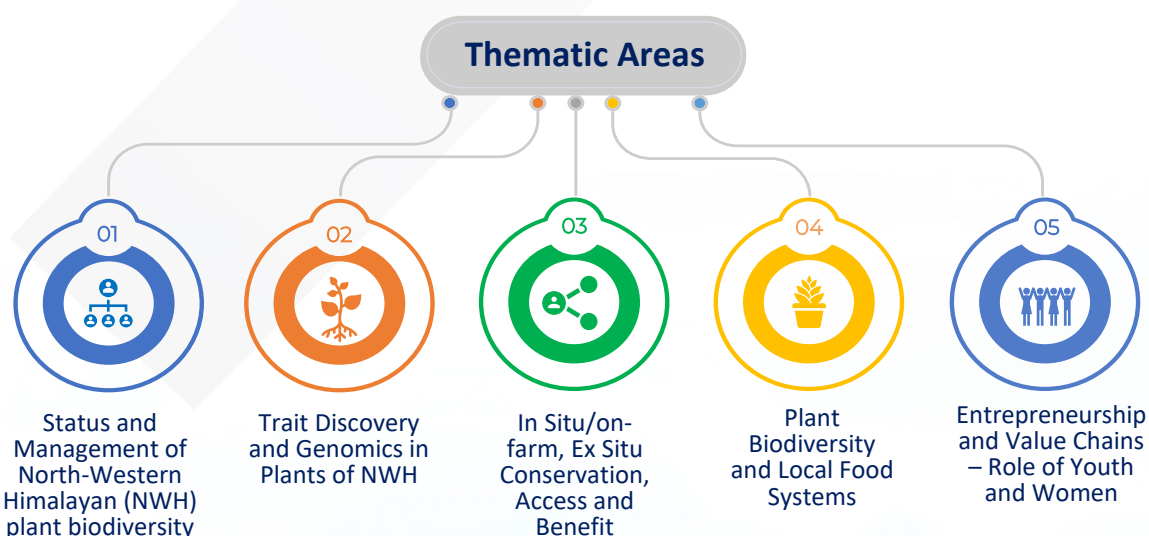 Thematic Areas
01
02
03
04
05
Status and
Management of
North-Western
Himalayan (NWH)
plant biodiversity
Trait Discovery
and Genomics in
Plants of NWH
In Situ/on-
farm, Ex Situ
Conservation,
Access and
Benefit
Plant
Biodiversity
and Local Food
Systems
Entrepreneurship
and Value Chains
– Role of Youth
and Women